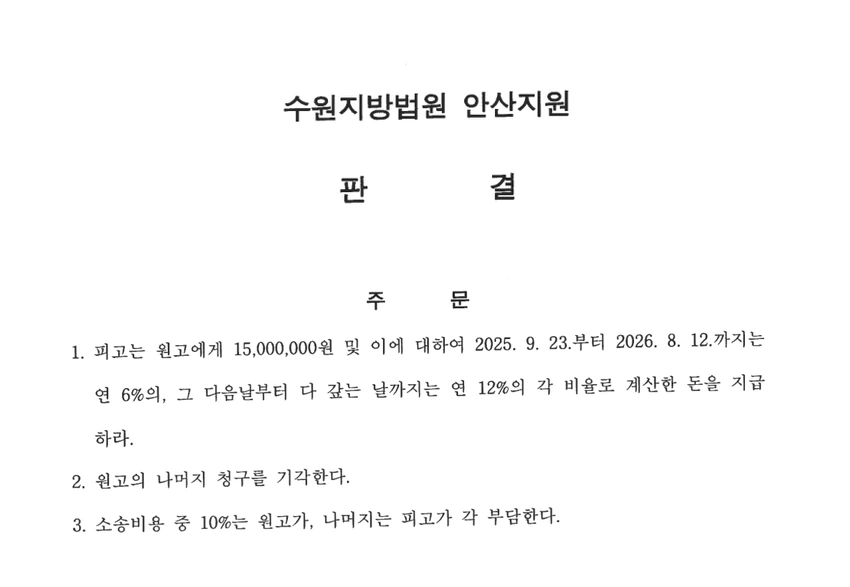 수원지방법원 안산지원
판 결
주 문
1. 피고는 원고에게 15,000,000원 및 이에 대하여 2025. 9. 23.부터 2026. 8. 12.까지는
연 6%의, 그 다음날부터 다 갚는 날까지는 연 12%의 각 비율로 계산한 돈을 지급
하라.
2. 원고의 나머지 청구를 기각한다.
3. 소송비용 중 10%는 원고가, 나머지는 피고가 각 부담한다.